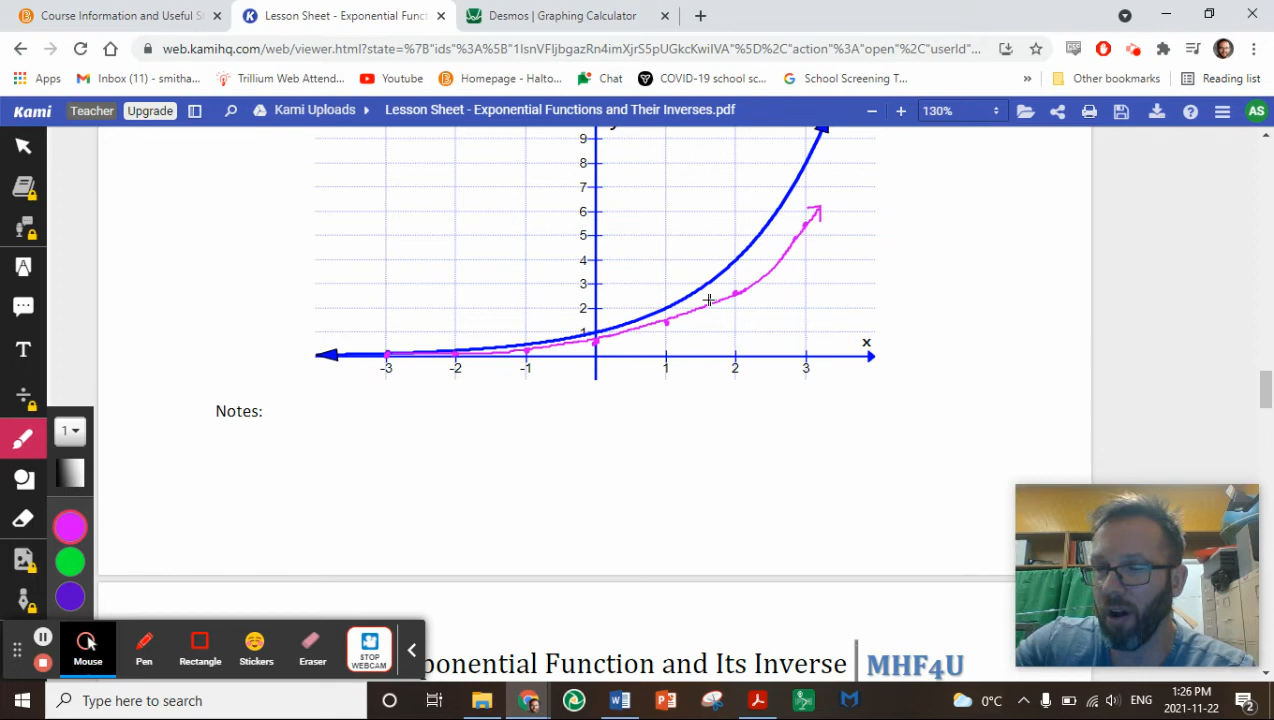 Course Information and Useful S
Lesson Sheet - Exponential Funct
Desmos | Graphing Calculator
web.kamihq.com/web/viewer.html?state=%7B"ids"%3A%5B"1IsnVFIjbgazRn4imXjrS5pUGkcKwiIVA"%5D%2C"action"%3A"open"%2C"userId"...
Apps
Inbox (11) - smitha...
Trillium Web Attend...
Youtube
Homepage - Halto...
Chat
COVID-19 school sc...
School Screening T...
»
Other bookmarks
Reading list
Kami
Teacher
Upgrade
Kami Uploads
Lesson Sheet - Exponential Functions and Their Inverses.pdf
130%
AS
9
8
7
6
5
4
3
2
1
x
-3
-2
-1
1
2
3
Notes:
1
ponential Function and Its Inverse
MHF4U
Mouse
Pen
Rectangle
Stickers
Eraser
STOP WEBCAM
Type here to search
0°C
ENG
1:26 PM
2021-11-22
2